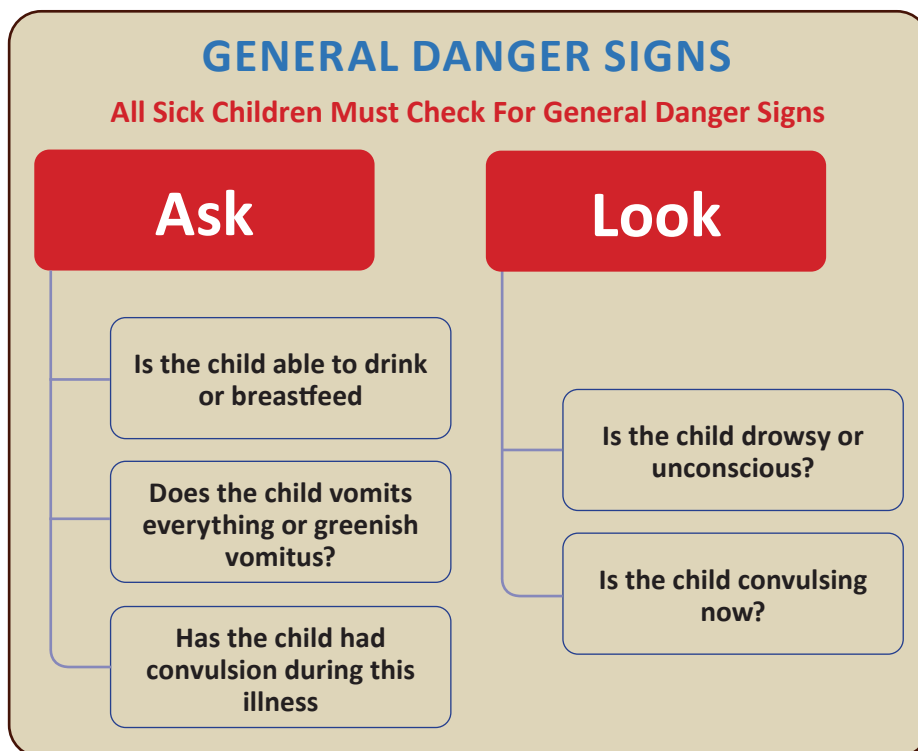 GENERAL DANGER SIGNS
All Sick Children Must Check For General Danger Signs
Ask
Is the child able to drink
or breastfeed
Does the child vomits
everything or greenish
vomitus?
Has the child had
convulsion during this
illness
Look
Is the child drowsy or
unconscious?
Is the child convulsing
now?